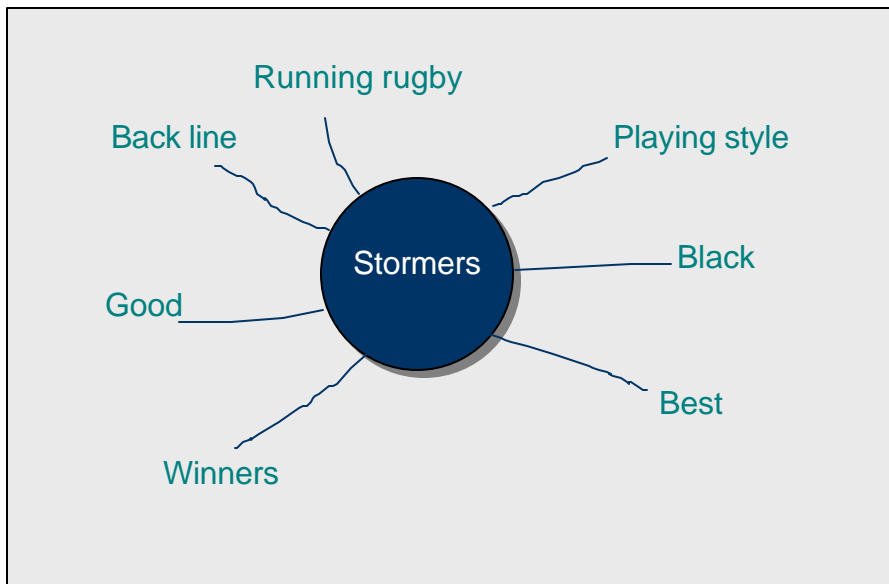 Running rugby
Back line
Playing style
Stormers
Black
Good
Best
Winners